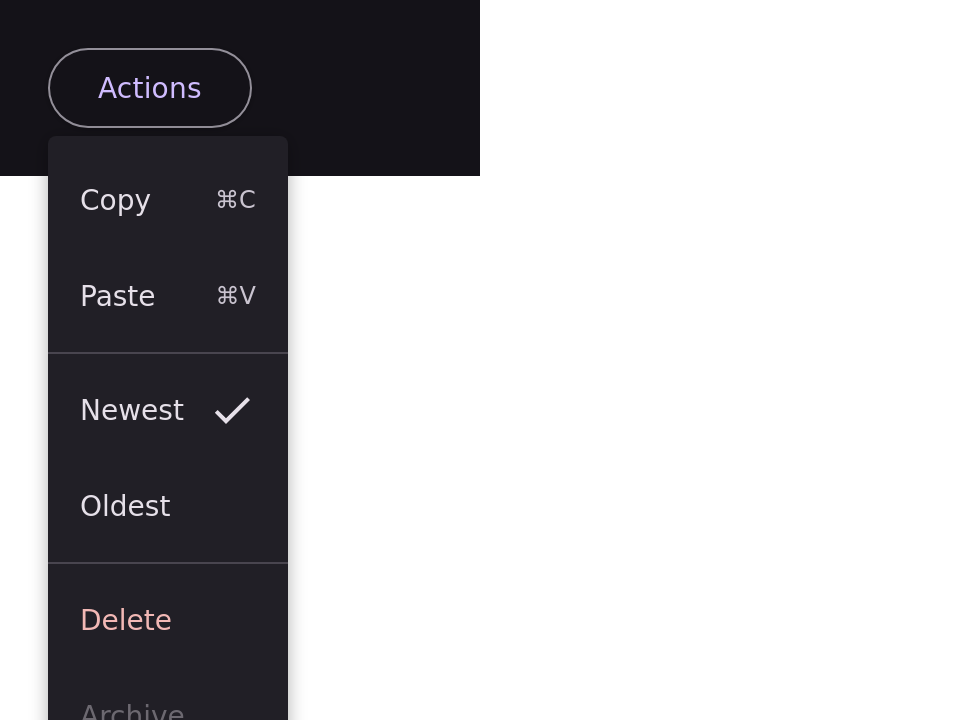 Actions
Copy ⌘C
Paste ⌘V
Newest
Oldest
Delete
Archive